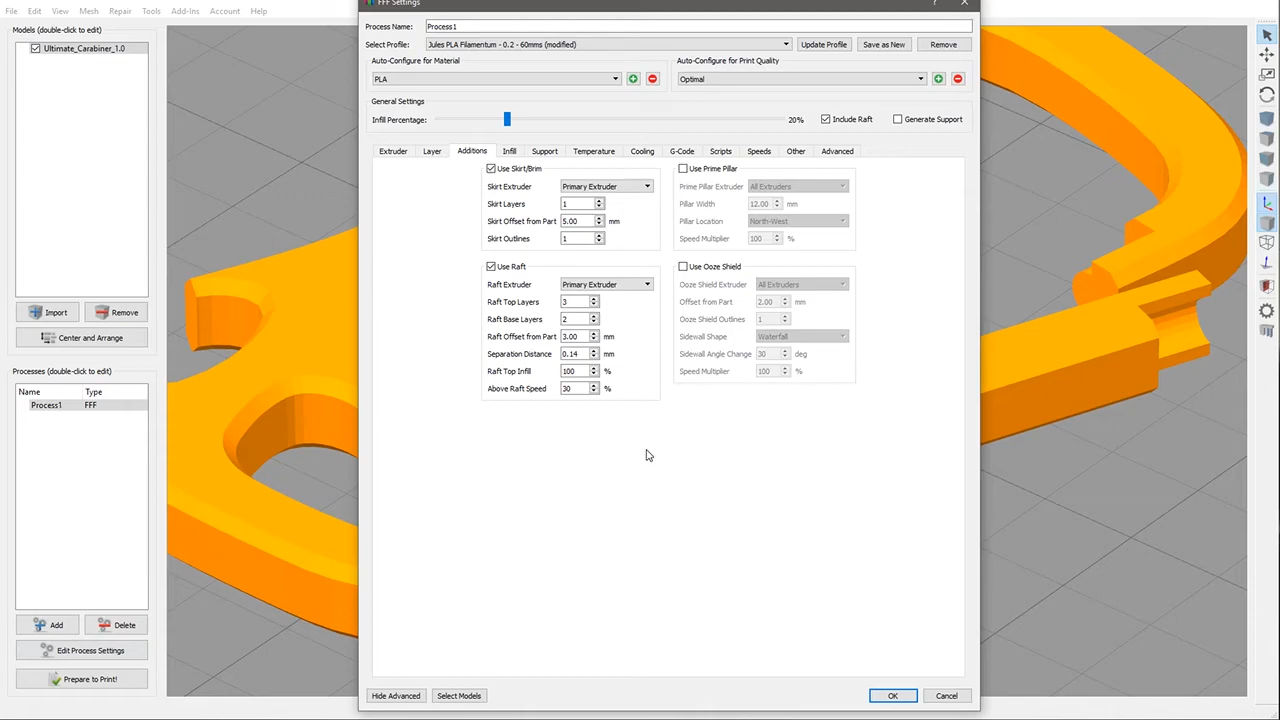 FFF Settings
?
File Edit View Mesh Repair Tools Add-Ins Account Help
Models (double-click to edit)
Ultimate_Carabiner_1.0
Import Remove
Center and Arrange
Processes (double-click to edit)
Name Type
Process1 FFF
Add Delete
Edit Process Settings
Prepare to Print!
Process Name: Process1
Select Profile: Jules PLA Filamentum - 0.2 - 60mms (modified) Update Profile Save as New Remove
Auto-Configure for Material
PLA
Auto-Configure for Print Quality
Optimal
General Settings
Infill Percentage: 20% Include Raft Generate Support
Extruder Layer Additions Infill Support Temperature Cooling G-Code Scripts Speeds Other Advanced
Use Skirt/Brim
Skirt Extruder Primary Extruder
Skirt Layers 1
Skirt Offset from Part 5.00 mm
Skirt Outlines 1
Use Raft
Raft Extruder Primary Extruder
Raft Top Layers 3
Raft Base Layers 2
Raft Offset from Part 3.00 mm
Separation Distance 0.14 mm
Raft Top Infill 100 %
Above Raft Speed 30 %
Use Prime Pillar
Prime Pillar Extruder All Extruders
Pillar Width 12.00 mm
Pillar Location North-West
Speed Multiplier 100 %
Use Ooze Shield
Ooze Shield Extruder All Extruders
Offset from Part 2.00 mm
Ooze Shield Outlines 1
Sidewall Shape Waterfall
Sidewall Angle Change 30 deg
Speed Multiplier 100 %
Hide Advanced Select Models OK Cancel